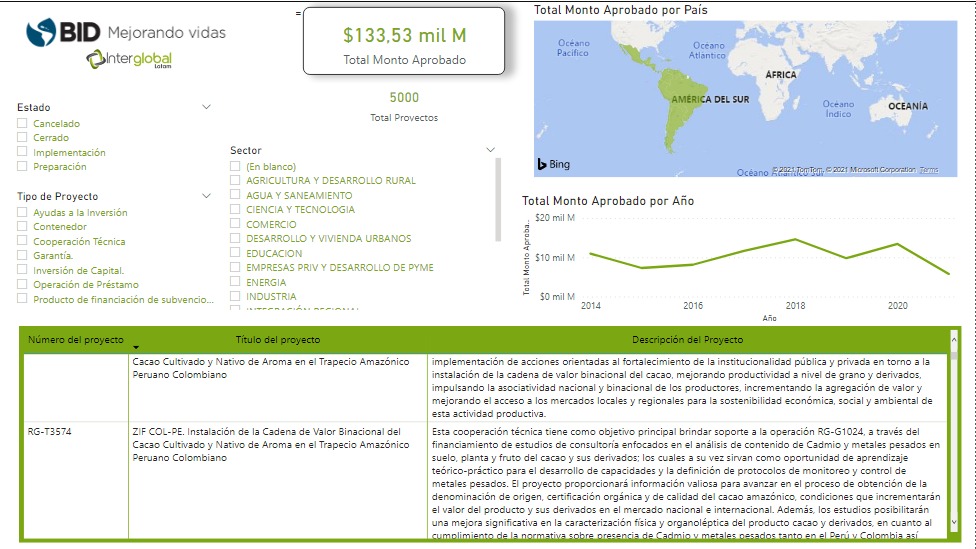 BID Mejorando vidas
Interglobal
Latam
=
$133,53 mil M
Total Monto Aprobado
5000
Total Proyectos
Estado
Cancelado
Cerrado
Implementación
Preparación
Tipo de Proyecto
Ayudas a la Inversión
Contenedor
Cooperación Técnica
Garantía.
Inversión de Capital.
Operación de Préstamo
Producto de financiación de subvencio...
Sector
(En blanco)
AGRICULTURA Y DESARROLLO RURAL
AGUA Y SANEAMIENTO
CIENCIA Y TECNOLOGIA
COMERCIO
DESARROLLO Y VIVIENDA URBANOS
EDUCACION
EMPRESAS PRIV Y DESARROLLO DE PYME
ENERGIA
INDUSTRIA
INTEGRACIÓN REGIONAL
Total Monto Aprobado por País
Océano
Pacífico
Océano
Atlántico
ÁFRICA
AMÉRICA DEL SUR
Océano
Índico
OCEANÍA
Bing
Océano Atlántico Sur
© 2021 TomTom, © 2021 Microsoft Corporation Terms
Total Monto Aprobado por Año
Total Monto Aproba...
$20 mil M
$10 mil M
$0 mil M
2014
2016
2018
2020
Año
Número del proyecto
Título del proyecto
Descripción del Proyecto
Cacao Cultivado y Nativo de Aroma en el Trapecio Amazónico
Peruano Colombiano
implementación de acciones orientadas al fortalecimiento de la institucionalidad pública y privada en torno a la
instalación de la cadena de valor binacional del cacao, mejorando productividad a nivel de grano y derivados,
impulsando la asociatividad nacional y binacional de los productores, incrementando la agregación de valor y
mejorando el acceso a los mercados locales y regionales para la sostenibilidad económica, social y ambiental de
esta actividad productiva.
RG-T3574
ZIF COL-PE. Instalación de la Cadena de Valor Binacional del
Cacao Cultivado y Nativo de Aroma en el Trapecio Amazónico
Peruano Colombiano
Esta cooperación técnica tiene como objetivo principal brindar soporte a la operación RG-G1024, a través del
financiamiento de estudios de consultoría enfocados en el análisis de contenido de Cadmio y metales pesados en
suelo, planta y fruto del cacao y sus derivados; los cuales a su vez sirvan como oportunidad de aprendizaje
teórico-práctico para el desarrollo de capacidades y la definición de protocolos de monitoreo y control de
metales pesados. El proyecto proporcionará información valiosa para avanzar en el proceso de obtención de la
denominación de origen, certificación orgánica y de calidad del cacao amazónico, condiciones que incrementarán
el valor del producto y sus derivados en el mercado nacional e internacional. Además, los estudios posibilitarán
una mejora significativa en la caracterización física y organoléptica del producto cacao y derivados, en cuanto al
cumplimiento de la normativa sobre presencia de Cadmio y metales pesados tanto en el Perú y Colombia así